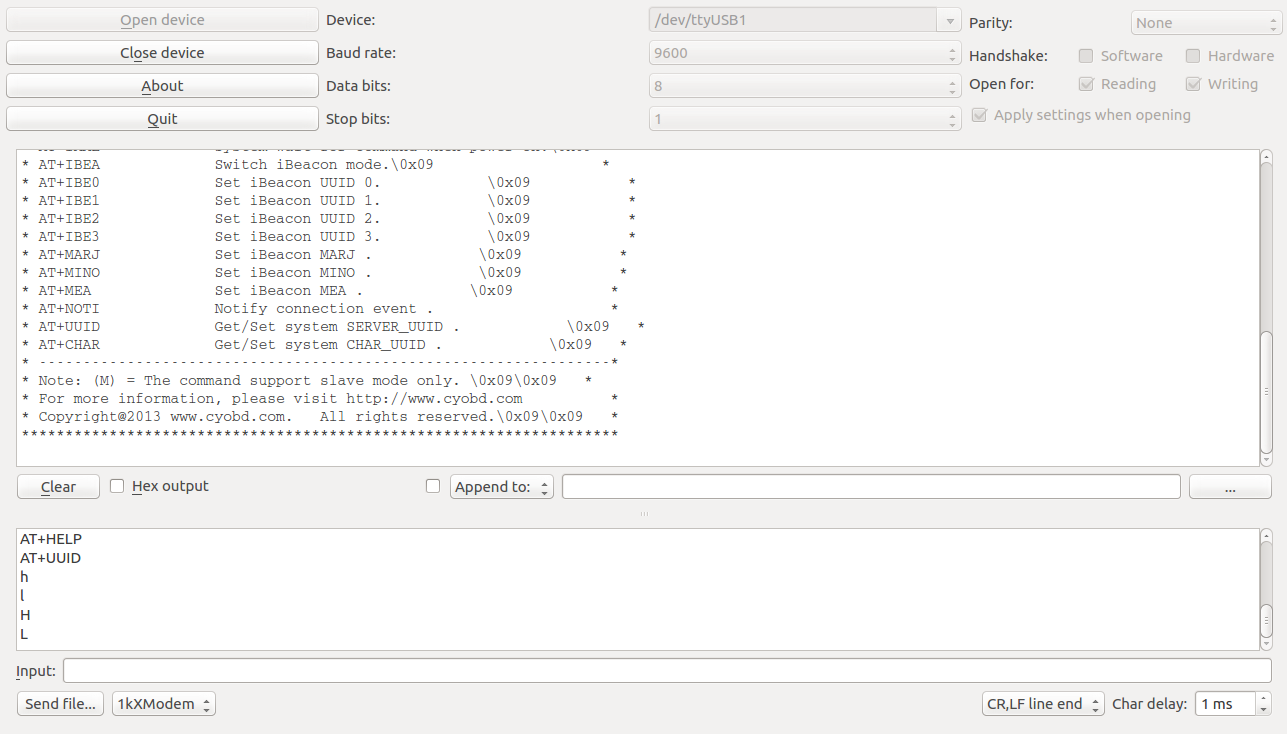 Open device Device: /dev/ttyUSB1 Parity: None
Close device Baud rate: 9600 Handshake: Software Hardware
About Data bits: 8 Open for: Reading Writing
Quit Stop bits: 1 Apply settings when opening
* AT+IBEA Switch iBeacon mode.\0x09 *
* AT+IBE0 Set iBeacon UUID 0. \0x09 *
* AT+IBE1 Set iBeacon UUID 1. \0x09 *
* AT+IBE2 Set iBeacon UUID 2. \0x09 *
* AT+IBE3 Set iBeacon UUID 3. \0x09 *
* AT+MARJ Set iBeacon MARJ . \0x09 *
* AT+MINO Set iBeacon MINO . \0x09 *
* AT+MEA Set iBeacon MEA . \0x09 *
* AT+NOTI Notify connection event . *
* AT+UUID Get/Set system SERVER_UUID . \0x09 *
* AT+CHAR Get/Set system CHAR_UUID . \0x09 *
* -----------------------------------------------------------------*
* Note: (M) = The command support slave mode only. \0x09\0x09 *
* For more information, please visit http://www.cyobd.com *
* Copyright@2013 www.cyobd.com. All rights reserved.\0x09\0x09 *
********************************************************************
Clear Hex output Append to: ...
AT+HELP
AT+UUID
h
l
H
L
Input:
Send file... 1kXModem CR,LF line end Char delay: 1 ms